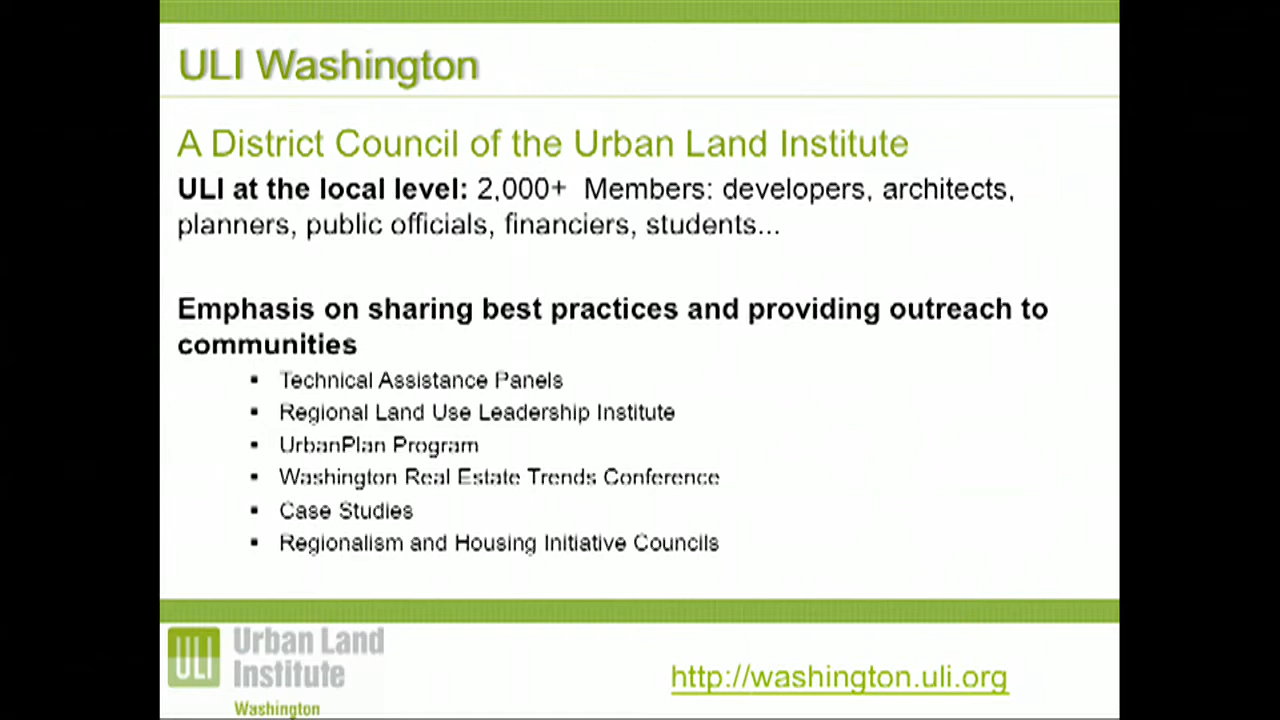 ULI Washington
A District Council of the Urban Land Institute
ULI at the local level: 2,000+ Members: developers, architects,
planners, public officials, financiers, students...
Emphasis on sharing best practices and providing outreach to
communities
▪ Technical Assistance Panels
▪ Regional Land Use Leadership Institute
▪ UrbanPlan Program
▪ Washington Real Estate Trends Conference
▪ Case Studies
▪ Regionalism and Housing Initiative Councils
ULI Urban Land
Institute
Washington
http://washington.uli.org